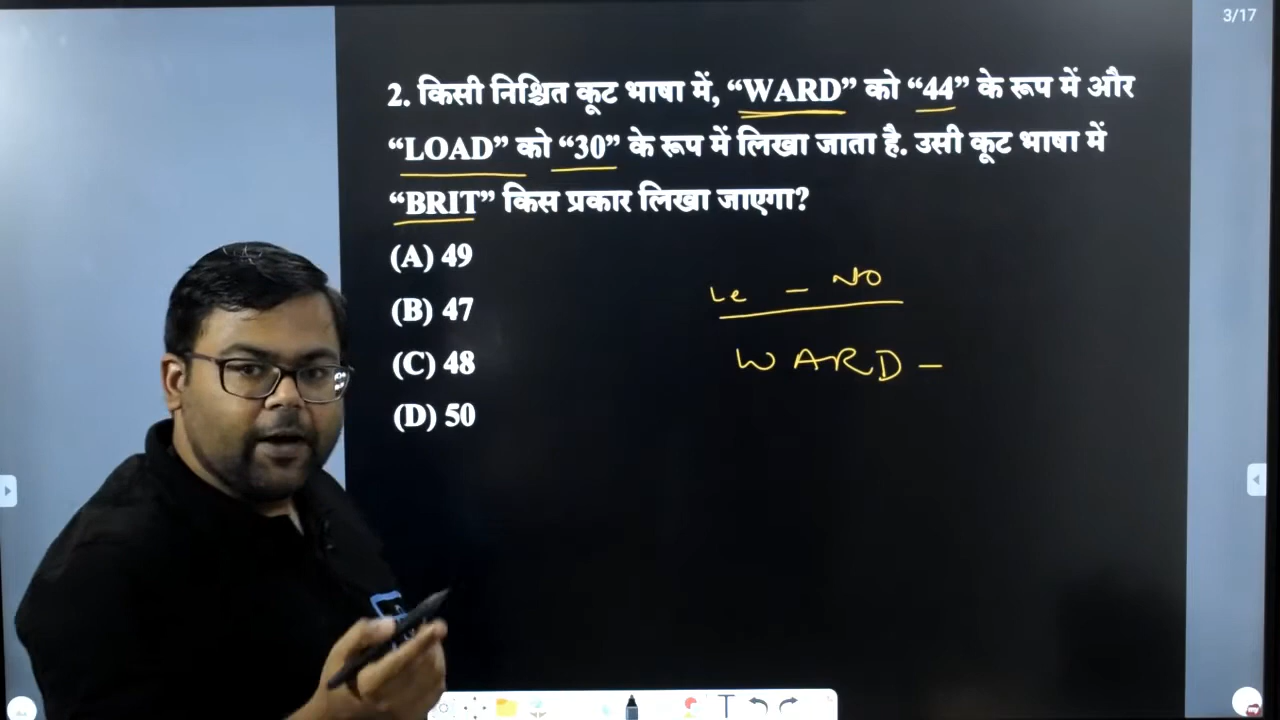 3/17
2. किसी निश्चित कूट भाषा में, “WARD” को “44” के रूप में और
“LOAD” को “30” के रूप में लिखा जाता है. उसी कूट भाषा में
“BRIT” किस प्रकार लिखा जाएगा?
(A) 49
(B) 47
(C) 48
(D) 50
Le – NO
WARD –
T